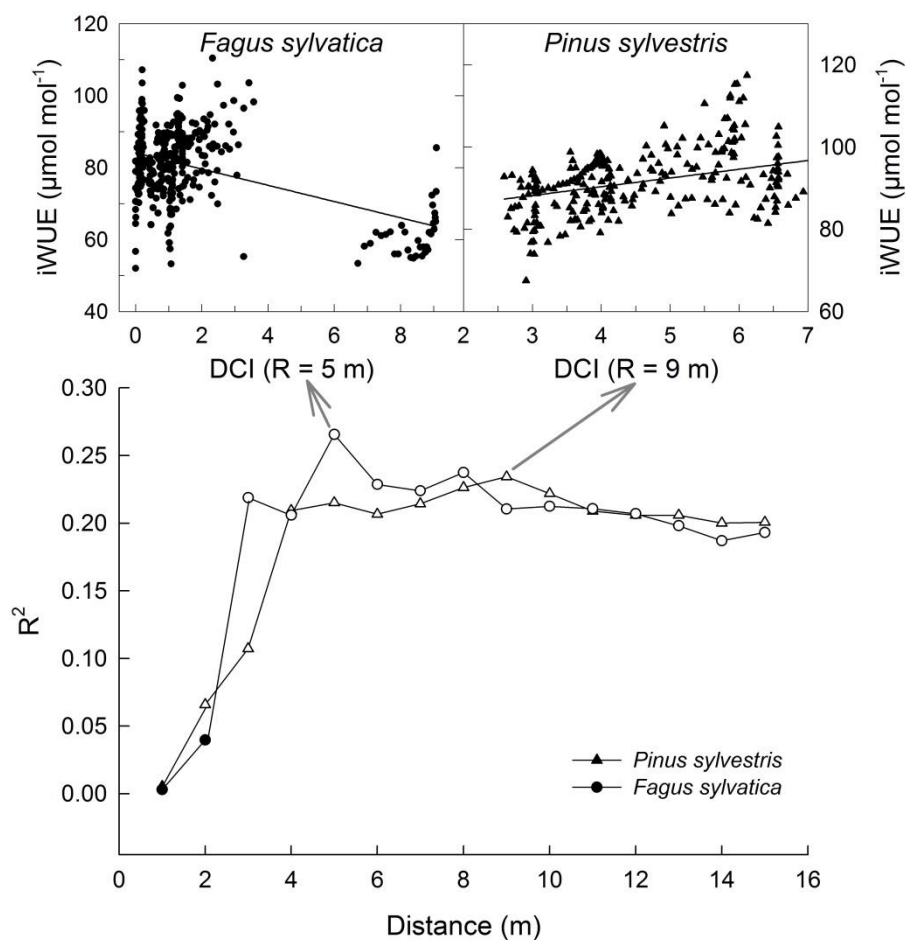 Fagus sylvatica
Pinus sylvestris
120
100
80
60
40
iWUE (µmol mol⁻¹)
120
100
80
60
iWUE (µmol mol⁻¹)
0 2 4 6 8 2 3 4 5 6 7
DCI (R = 5 m)
DCI (R = 9 m)
0.30
0.25
0.20
0.15
0.10
0.05
0.00
R²
Pinus sylvestris
Fagus sylvatica
0 2 4 6 8 10 12 14 16
Distance (m)